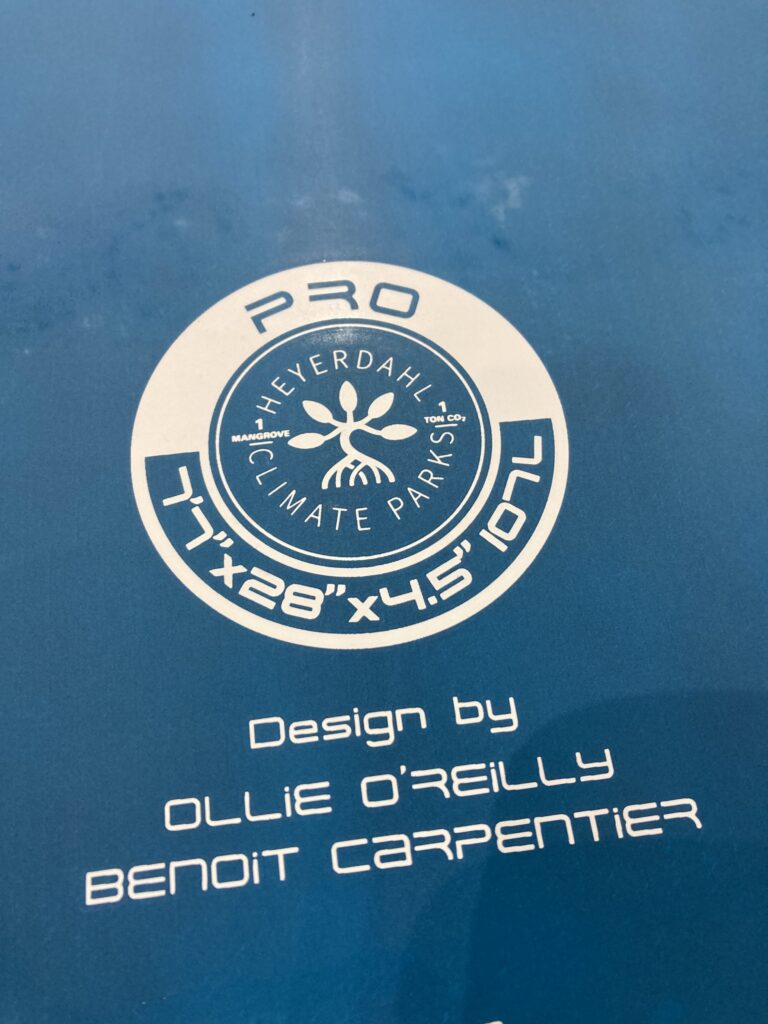 PRO
HEYERDAHL
1
MANGROVE
1
TON CO₂
CLIMATE PARKS
7'7"x28"x4.5" 107L
Design by
OLLiE O'REiLLY
BENOiT CARPENTiER